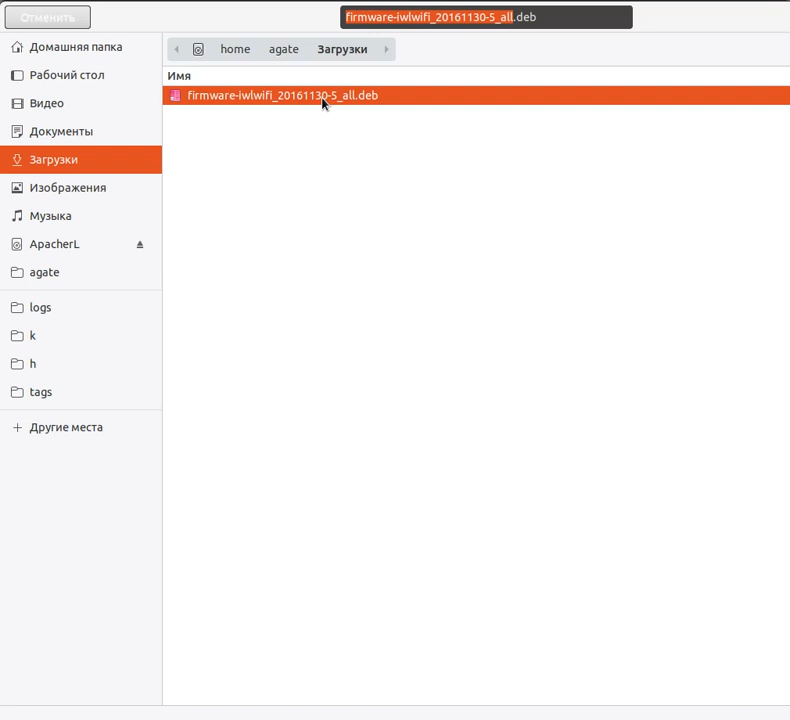 Отменить
firmware-iwlwifi_20161130-5_all.deb
Домашняя папка
Рабочий стол
Видео
Документы
Загрузки
Изображения
Музыка
ApacherL
agate
logs
k
h
tags
Другие места
home agate Загрузки
Имя
firmware-iwlwifi_20161130-5_all.deb